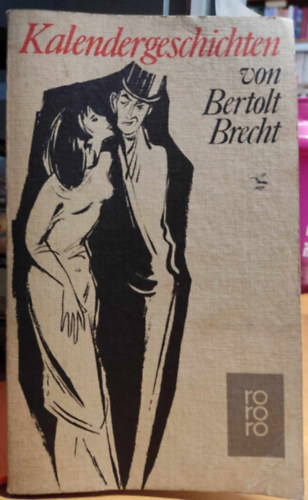 Kalendergeschichten
von
Bertolt
Brecht
ro
ro
ro